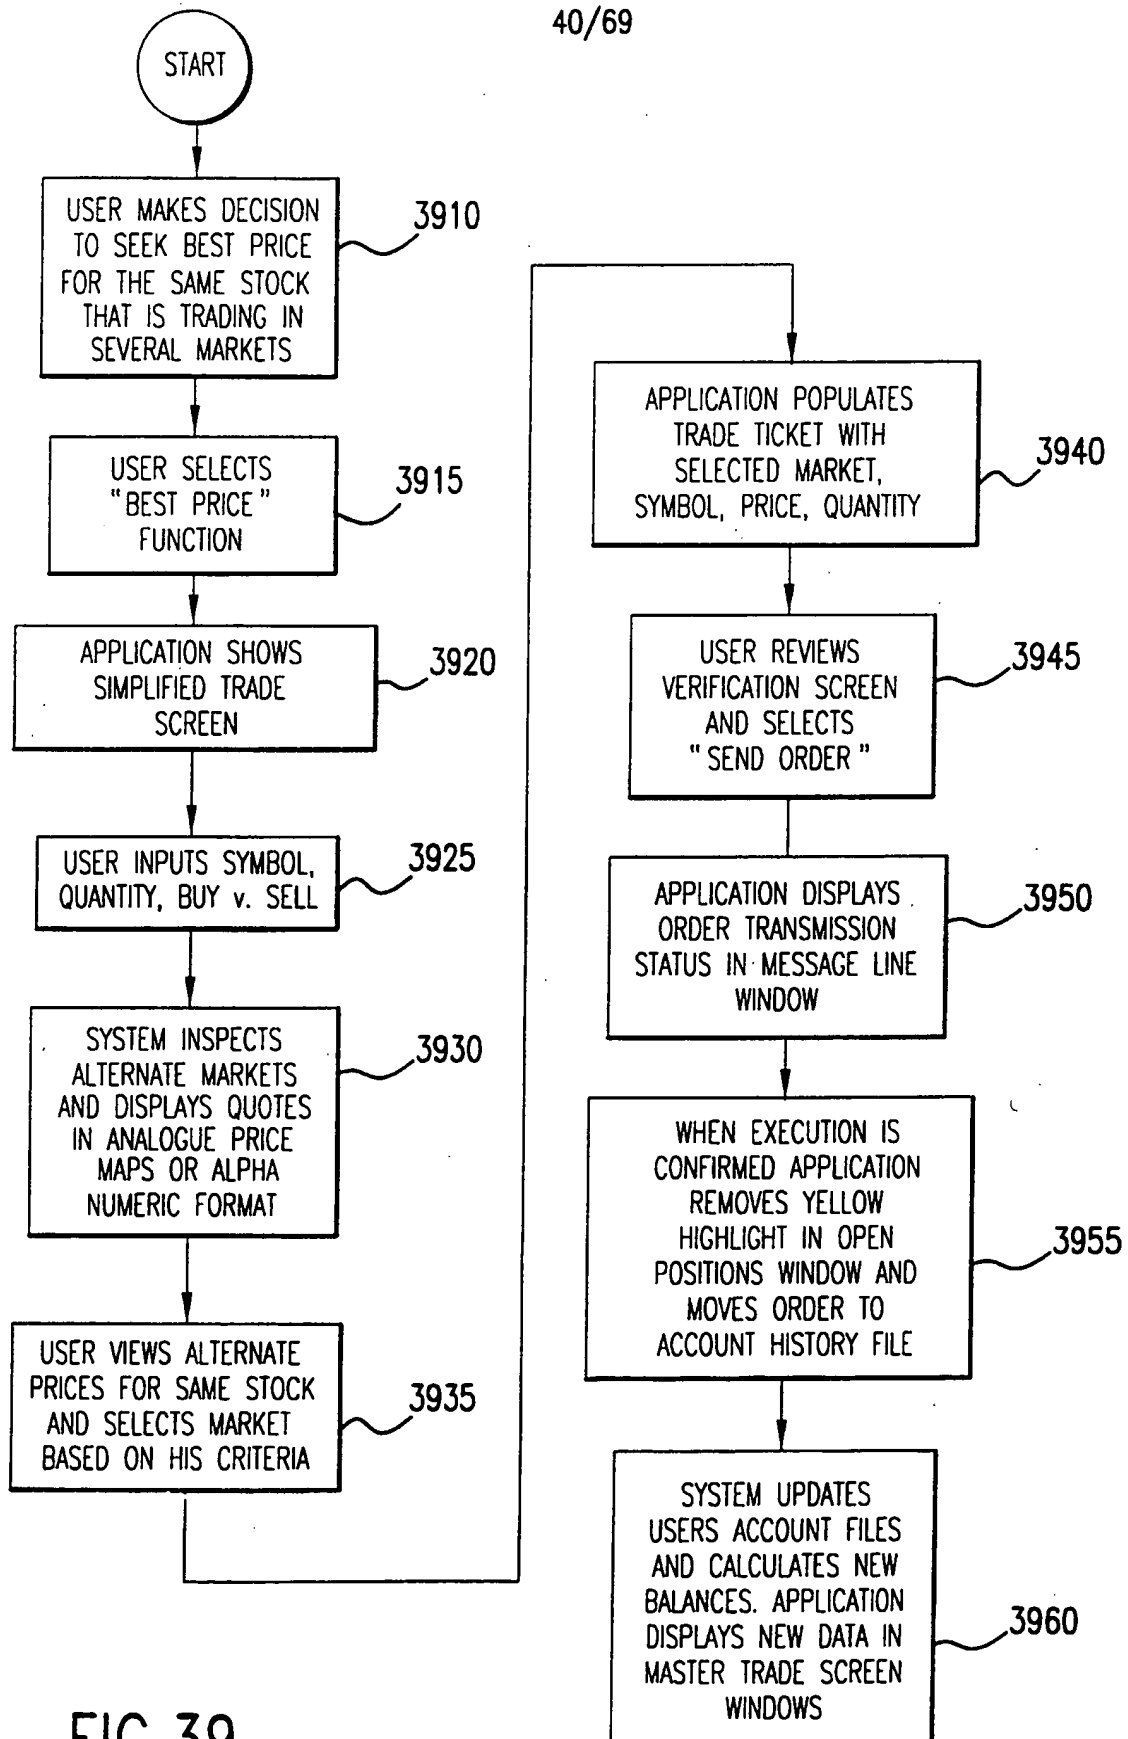 40/69
START
USER MAKES DECISION
TO SEEK BEST PRICE
FOR THE SAME STOCK
THAT IS TRADING IN
SEVERAL MARKETS
3910
USER SELECTS
"BEST PRICE"
FUNCTION
3915
APPLICATION SHOWS
SIMPLIFIED TRADE
SCREEN
3920
USER INPUTS SYMBOL,
QUANTITY, BUY v. SELL
3925
SYSTEM INSPECTS
ALTERNATE MARKETS
AND DISPLAYS QUOTES
IN ANALOGUE PRICE
MAPS OR ALPHA
NUMERIC FORMAT
3930
USER VIEWS ALTERNATE
PRICES FOR SAME STOCK
AND SELECTS MARKET
BASED ON HIS CRITERIA
3935
APPLICATION POPULATES
TRADE TICKET WITH
SELECTED MARKET,
SYMBOL, PRICE, QUANTITY
3940
USER REVIEWS
VERIFICATION SCREEN
AND SELECTS
"SEND ORDER"
3945
APPLICATION DISPLAYS
ORDER TRANSMISSION
STATUS IN MESSAGE LINE
WINDOW
3950
WHEN EXECUTION IS
CONFIRMED APPLICATION
REMOVES YELLOW
HIGHLIGHT IN OPEN
POSITIONS WINDOW AND
MOVES ORDER TO
ACCOUNT HISTORY FILE
3955
SYSTEM UPDATES
USERS ACCOUNT FILES
AND CALCULATES NEW
BALANCES. APPLICATION
DISPLAYS NEW DATA IN
MASTER TRADE SCREEN
WINDOWS
3960
FIG. 39